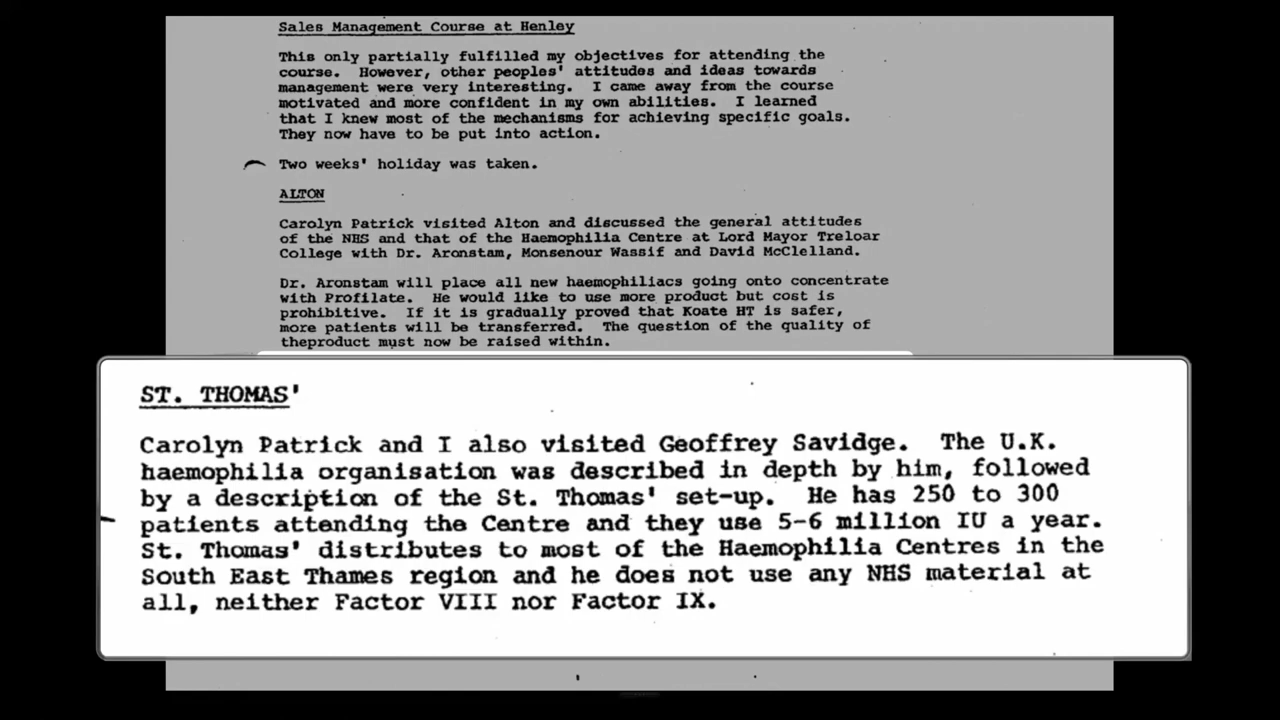 Sales Management Course at Henley
This only partially fulfilled my objectives for attending the
course. However, other peoples' attitudes and ideas towards
management were very interesting. I came away from the course
motivated and more confident in my own abilities. I learned
that I knew most of the mechanisms for achieving specific goals.
They now have to be put into action.
Two weeks' holiday was taken.
ALTON
Carolyn Patrick visited Alton and discussed the general attitudes
of the NHS and that of the Haemophilia Centre at Lord Mayor Treloar
College with Dr. Aronstam, Monsenour Wassif and David McClelland.
Dr. Aronstam will place all new haemophiliacs going onto concentrate
with Profilate. He would like to use more product but cost is
prohibitive. If it is gradually proved that Koate HT is safer,
more patients will be transferred. The question of the quality of
theproduct must now be raised within.
ST. THOMAS'
Carolyn Patrick and I also visited Geoffrey Savidge. The U.K.
haemophilia organisation was described in depth by him, followed
by a description of the St. Thomas' set-up. He has 250 to 300
patients attending the Centre and they use 5-6 million IU a year.
St. Thomas' distributes to most of the Haemophilia Centres in the
South East Thames region and he does not use any NHS material at
all, neither Factor VIII nor Factor IX.